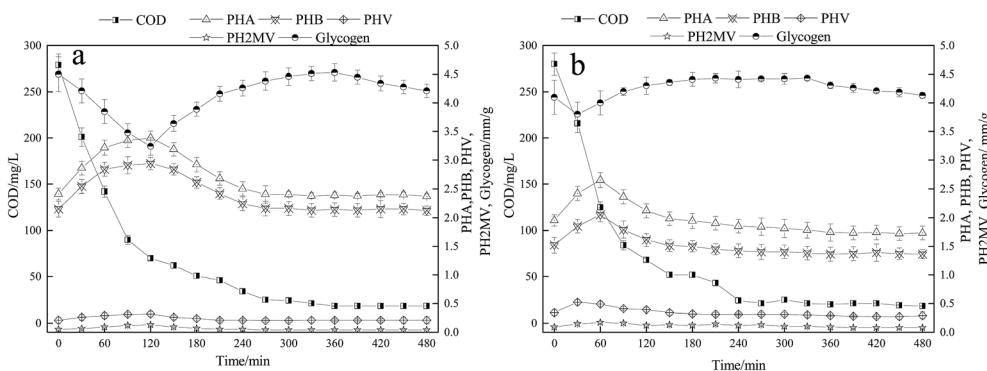 COD PHA PHB PHV
PH2MV Glycogen
a
300
250
200
150
100
50
0
COD/mg/L
5.0
4.5
4.0
3.5
3.0
2.5
2.0
1.5
1.0
0.5
0.0
PHA,PHB, PHV,
PH2MV, Glycogen/mm/g
0 60 120 180 240 300 360 420 480
Time/min
COD PHA PHB PHV
PH2MV Glycogen
b
300
250
200
150
100
50
0
COD/mg/L
5.0
4.5
4.0
3.5
3.0
2.5
2.0
1.5
1.0
0.5
0.0
PHA, PHB, PHV,
PH2MV, Glycogen/ mm/g
0 60 120 180 240 300 360 420 480
Time/min